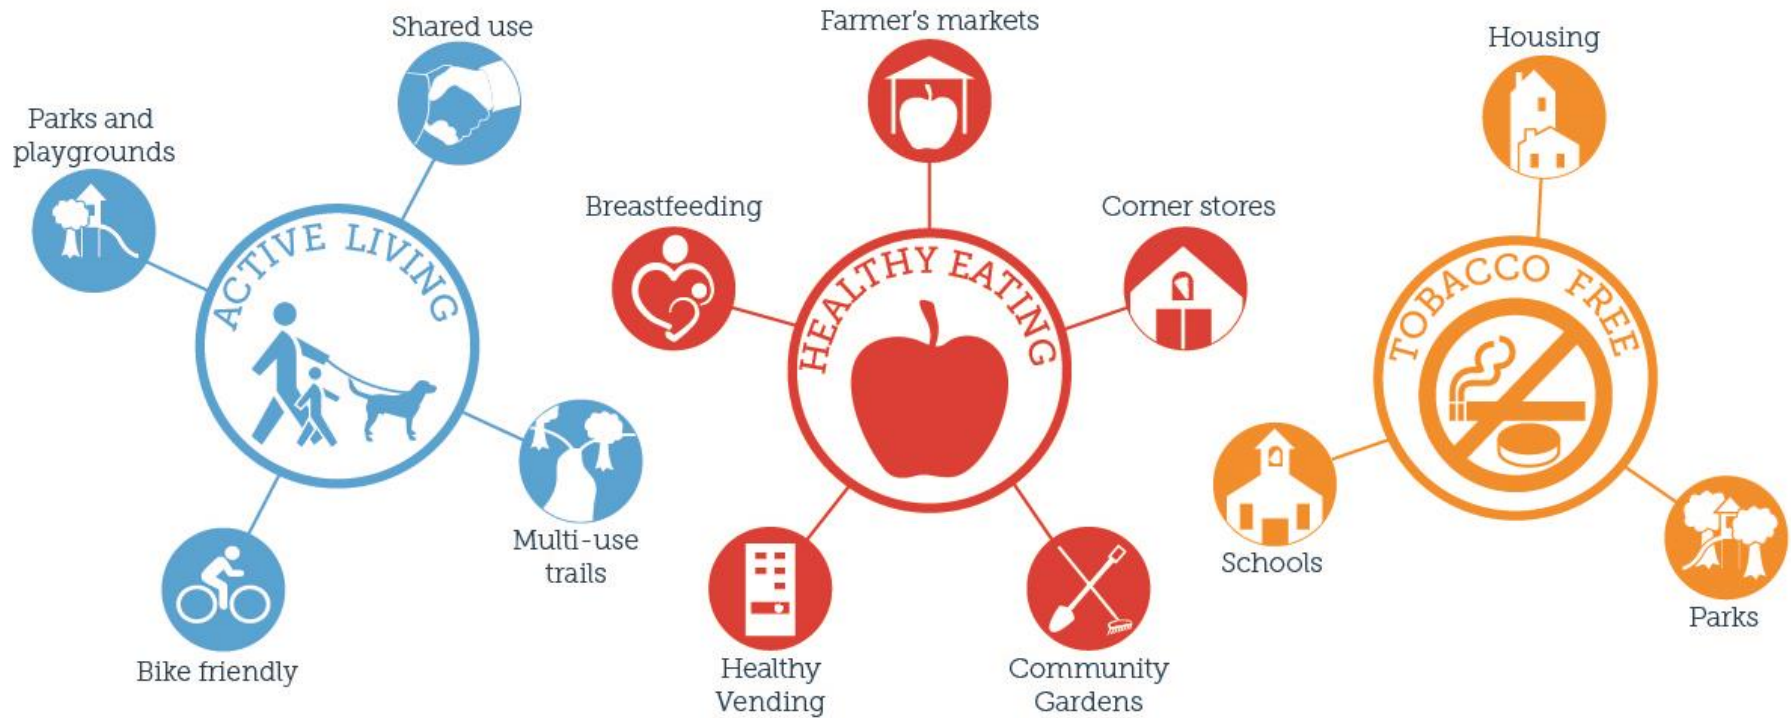 Shared use
Parks and
playgrounds
ACTIVE LIVING
Multi-use
trails
Bike friendly
Farmer's markets
Breastfeeding
Corner stores
HEALTHY EATING
Healthy
Vending
Community
Gardens
Housing
TOBACCO FREE
Schools
Parks